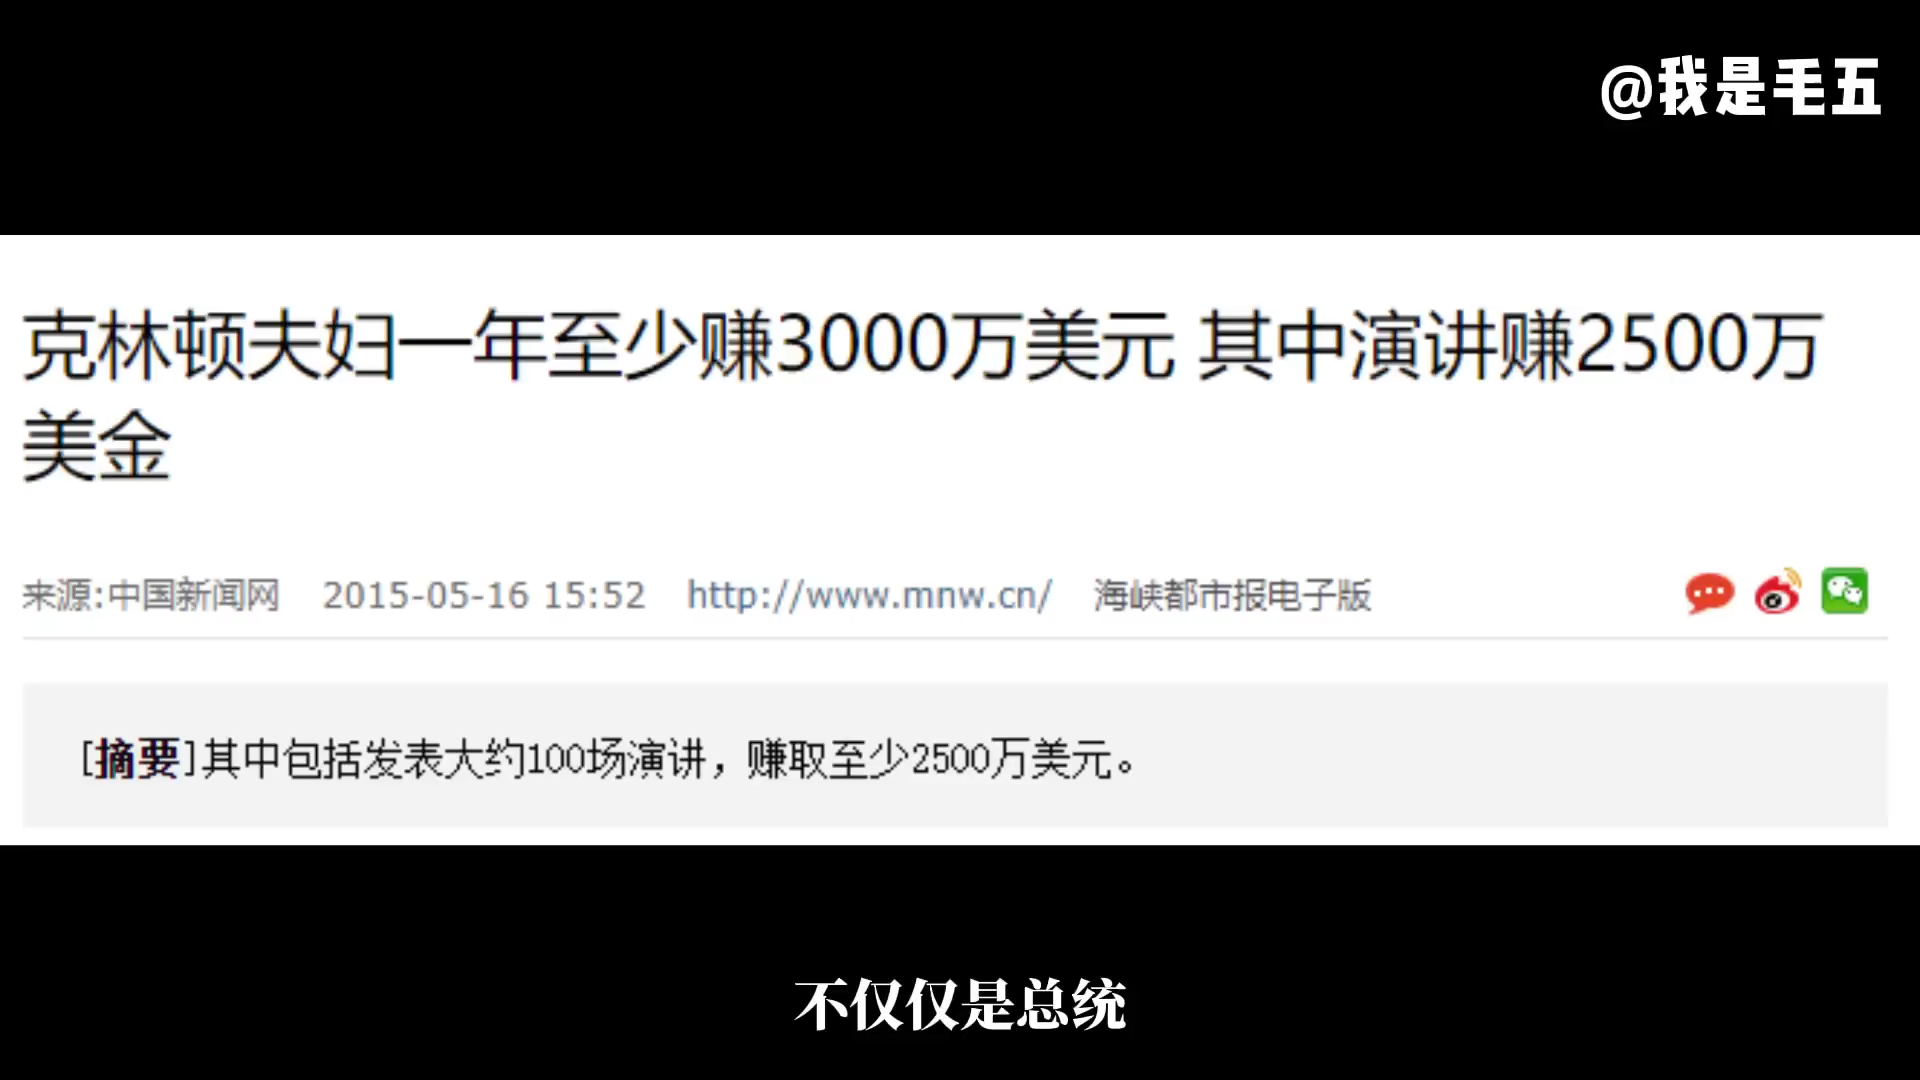 @我是毛五
克林顿夫妇一年至少赚3000万美元 其中演讲赚2500万
美金
来源:中国新闻网 2015-05-16 15:52 http://www.mnw.cn/ 海峡都市报电子版
[摘要]其中包括发表大约100场演讲，赚取至少2500万美元。
不仅仅是总统